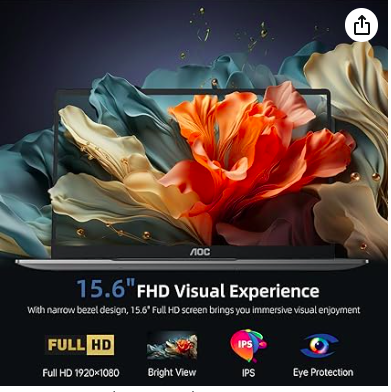 AOC
15.6" FHD Visual Experience
With narrow bezel design, 15.6" Full HD screen brings you immersive visual enjoyment
FULL HD
IPS
Full HD 1920×1080
Bright View
IPS
Eye Protection